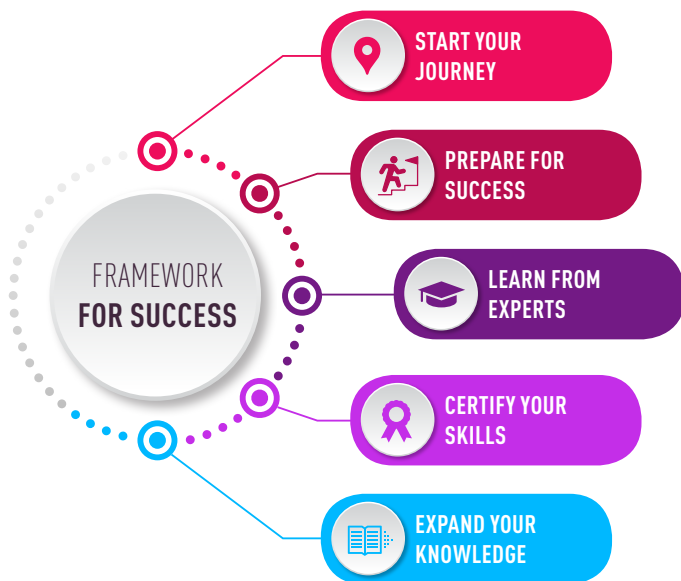 START YOUR
JOURNEY
PREPARE FOR
SUCCESS
FRAMEWORK
FOR SUCCESS
LEARN FROM
EXPERTS
CERTIFY YOUR
SKILLS
EXPAND YOUR
KNOWLEDGE